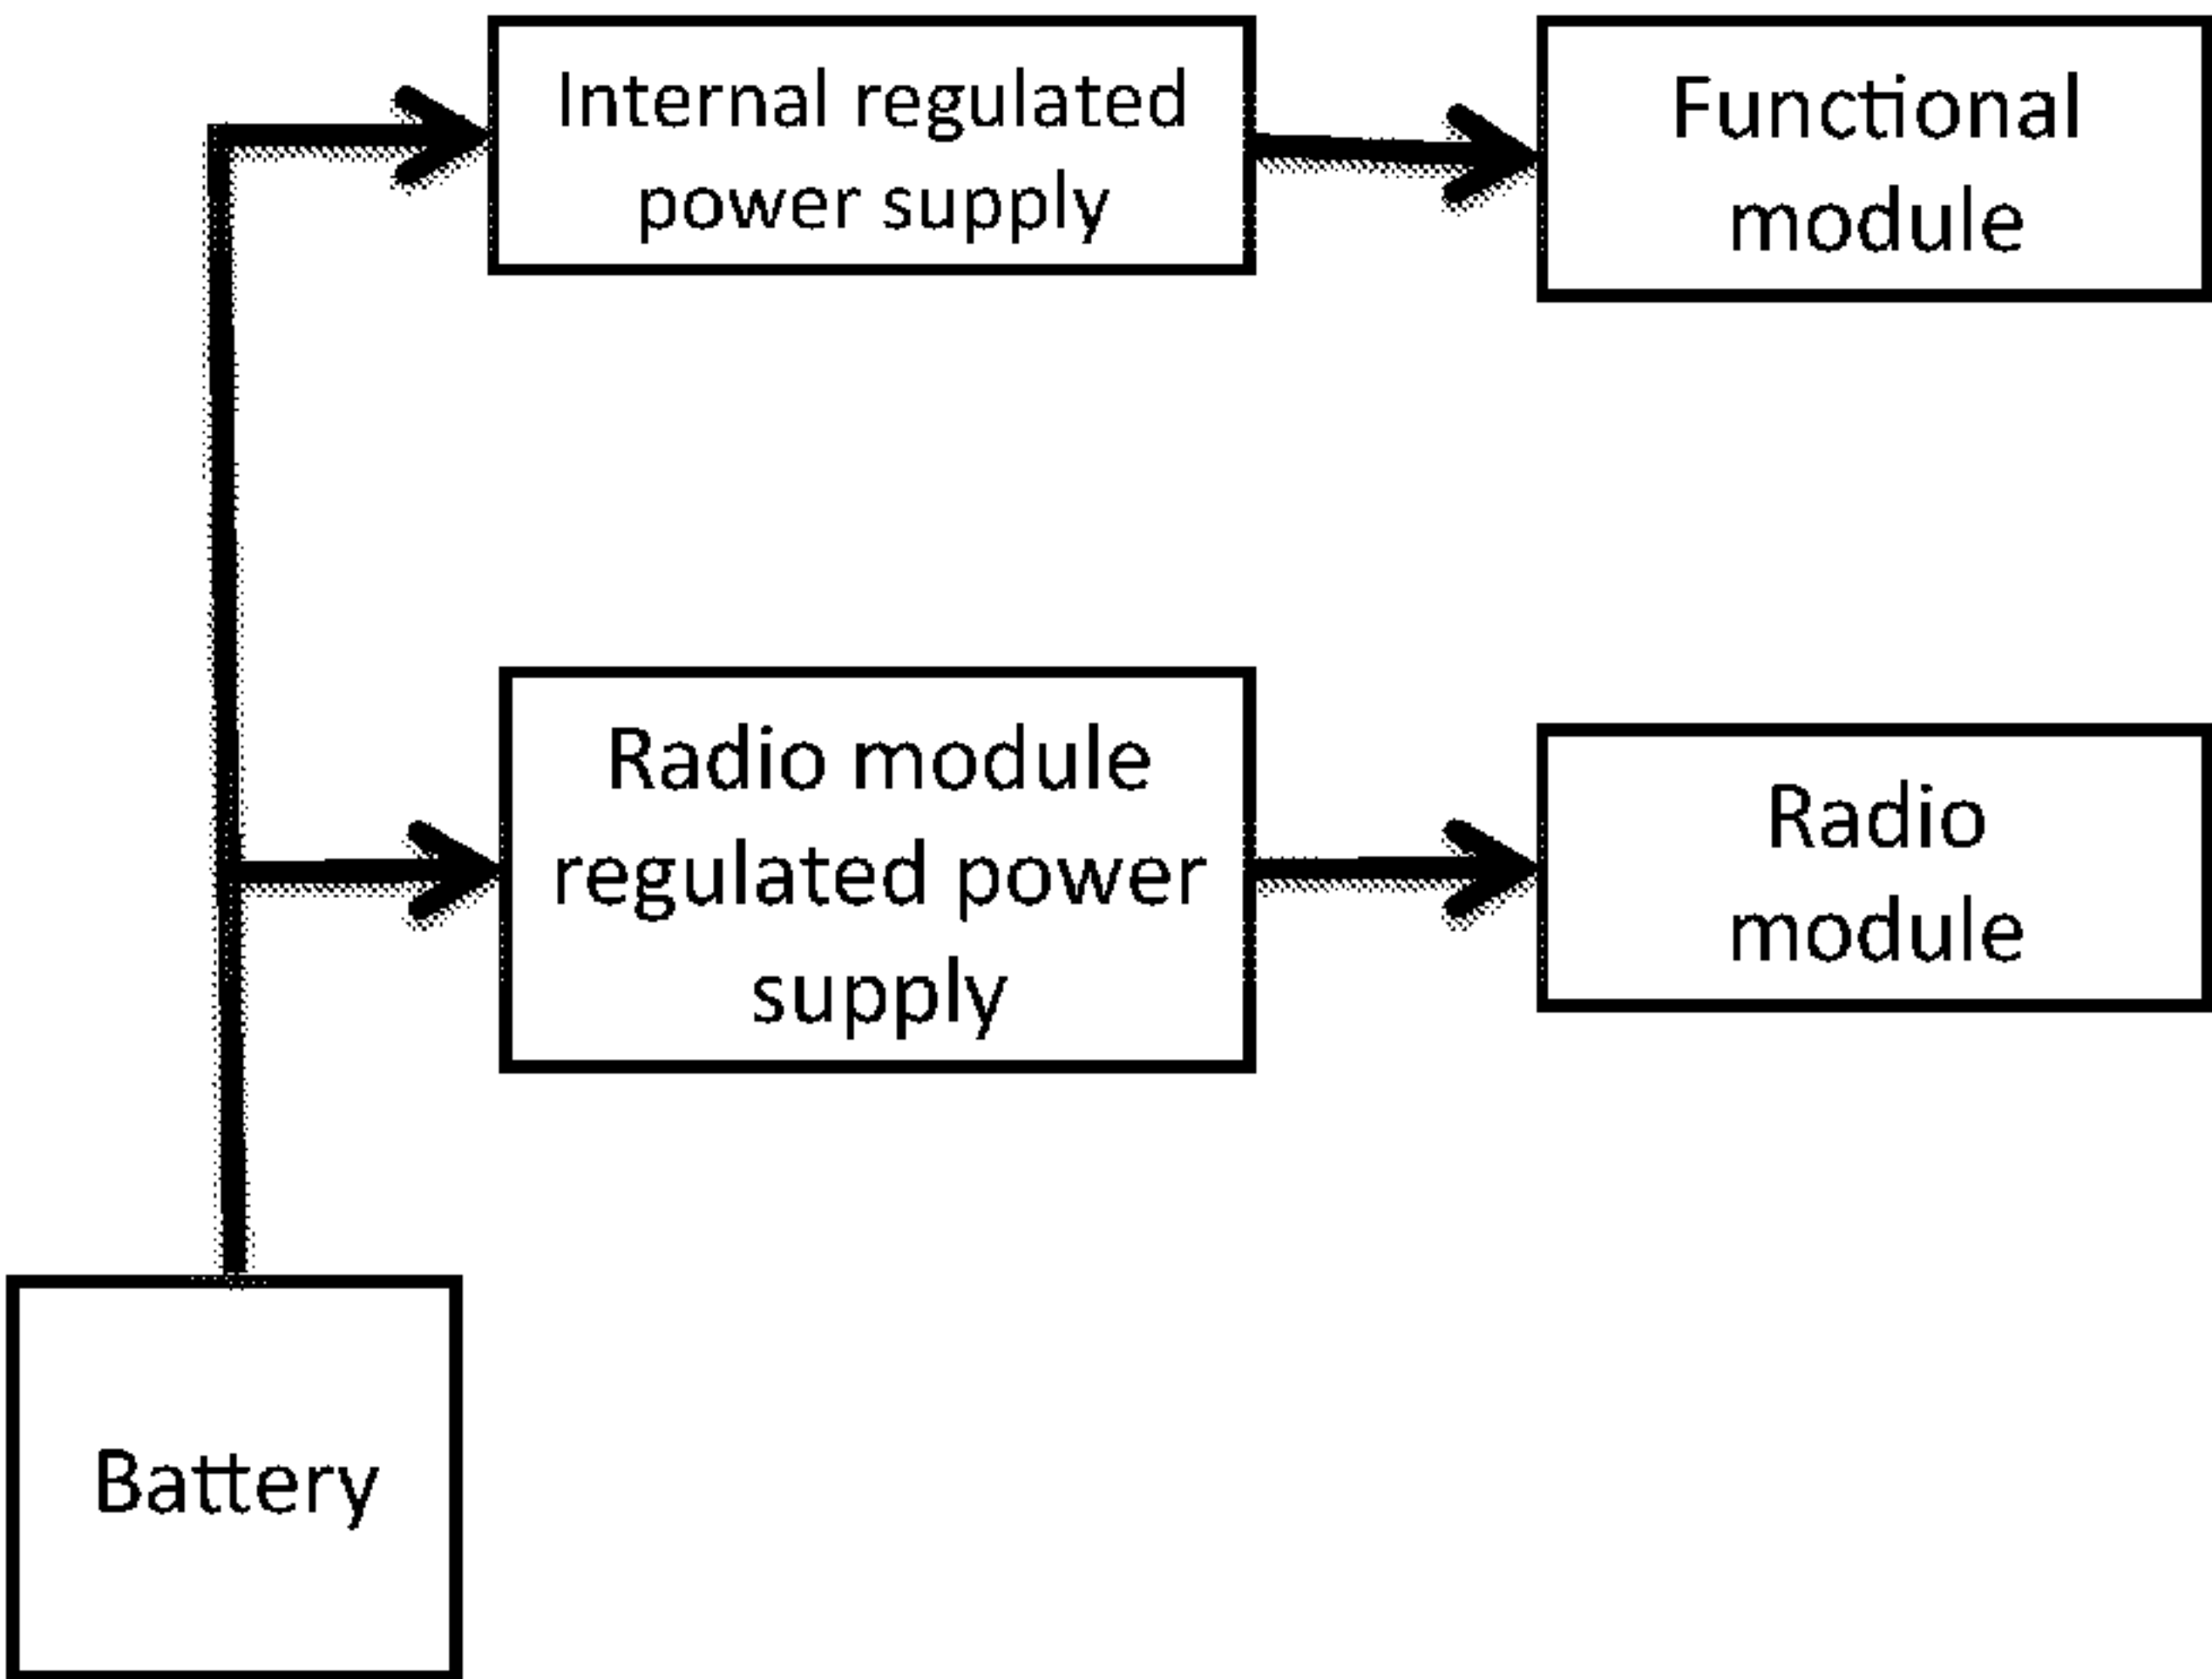 Internal regulated
power supply
Functional
module
Radio module
regulated power
supply
Radio
module
Battery